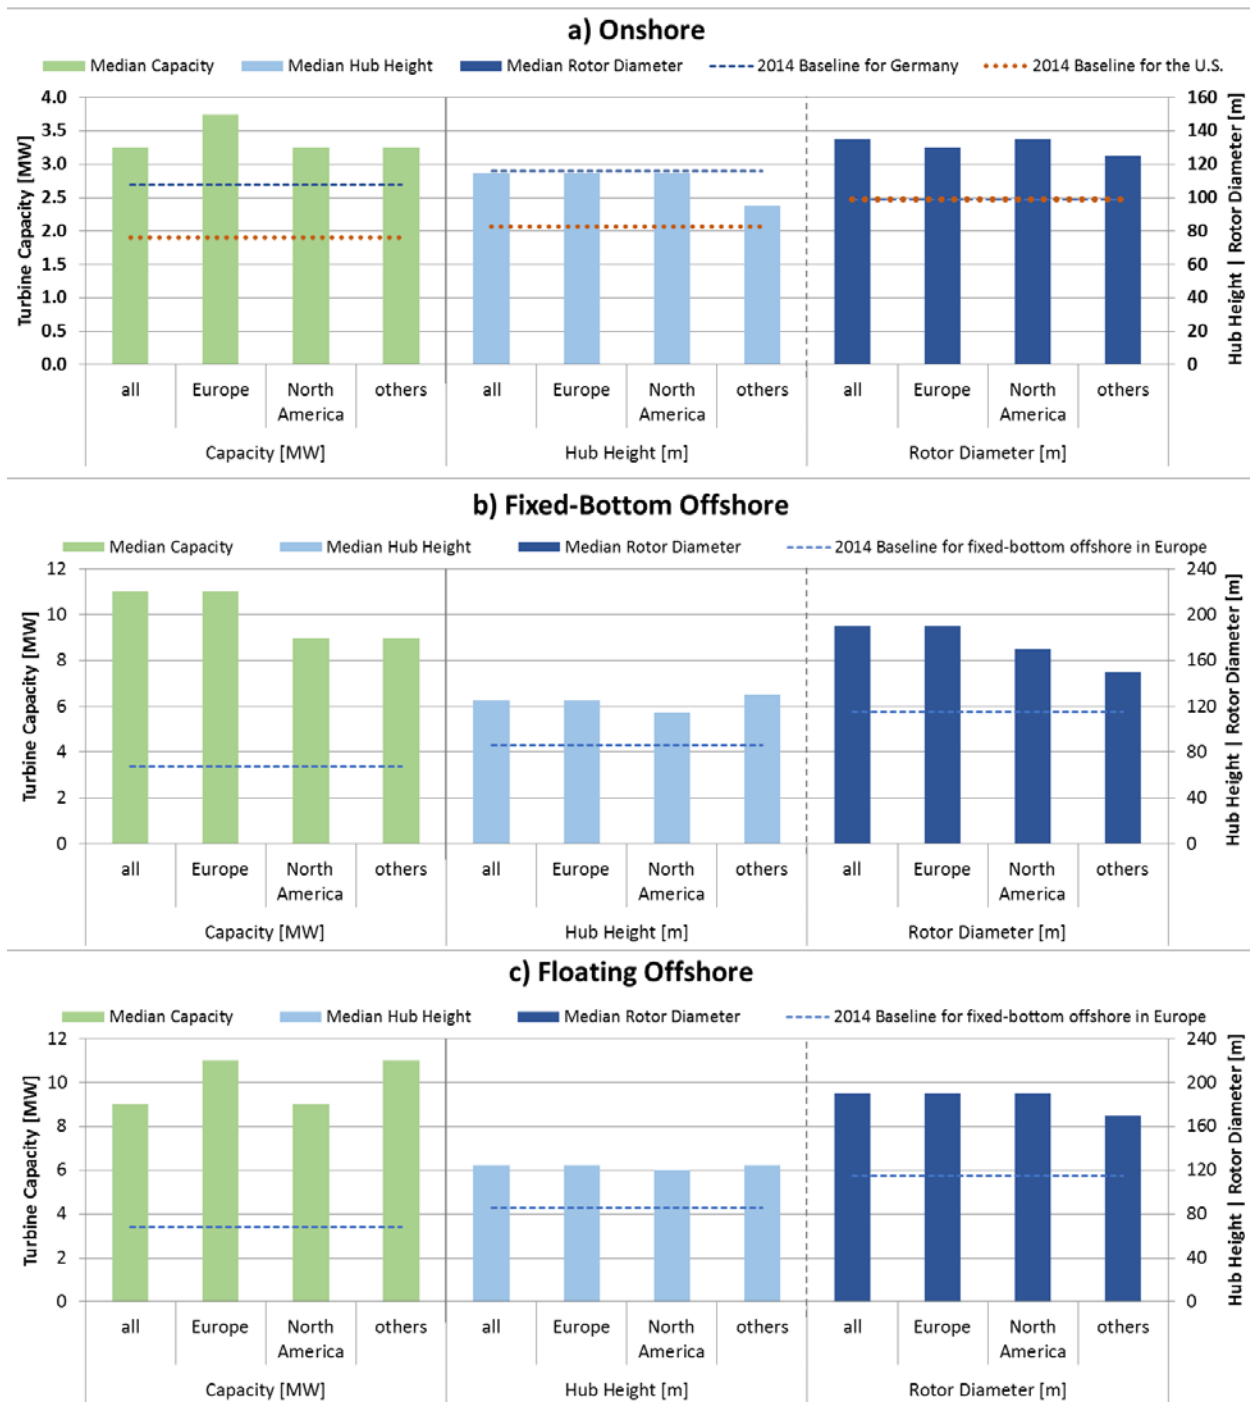 a) Onshore
Median Capacity Median Hub Height Median Rotor Diameter 2014 Baseline for Germany 2014 Baseline for the U.S.
Turbine Capacity [MW]
4.0
3.5
3.0
2.5
2.0
1.5
1.0
0.5
0.0
160
140
120
100
80
60
40
20
0
Hub Height | Rotor Diameter [m]
all Europe North America others all Europe North America others all Europe North America others
Capacity [MW] Hub Height [m] Rotor Diameter [m]
b) Fixed-Bottom Offshore
Median Capacity Median Hub Height Median Rotor Diameter 2014 Baseline for fixed-bottom offshore in Europe
Turbine Capacity [MW]
12
10
8
6
4
2
0
240
200
160
120
80
40
0
Hub Height | Rotor Diameter [m]
all Europe North America others all Europe North America others all Europe North America others
Capacity [MW] Hub Height [m] Rotor Diameter [m]
c) Floating Offshore
Median Capacity Median Hub Height Median Rotor Diameter 2014 Baseline for fixed-bottom offshore in Europe
Turbine Capacity [MW]
12
10
8
6
4
2
0
240
200
160
120
80
40
0
Hub Height | Rotor Diameter [m]
all Europe North America others all Europe North America others all Europe North America others
Capacity [MW] Hub Height [m] Rotor Diameter [m]